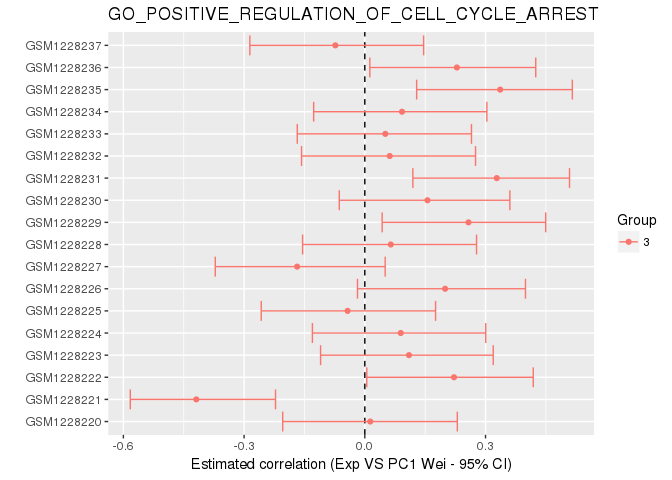 GO_POSITIVE_REGULATION_OF_CELL_CYCLE_ARREST
GSM1228237
GSM1228236
GSM1228235
GSM1228234
GSM1228233
GSM1228232
GSM1228231
GSM1228230
GSM1228229
GSM1228228
GSM1228227
GSM1228226
GSM1228225
GSM1228224
GSM1228223
GSM1228222
GSM1228221
GSM1228220
-0.6 -0.3 0.0 0.3
Estimated correlation (Exp VS PC1 Wei - 95% CI)
Group
3